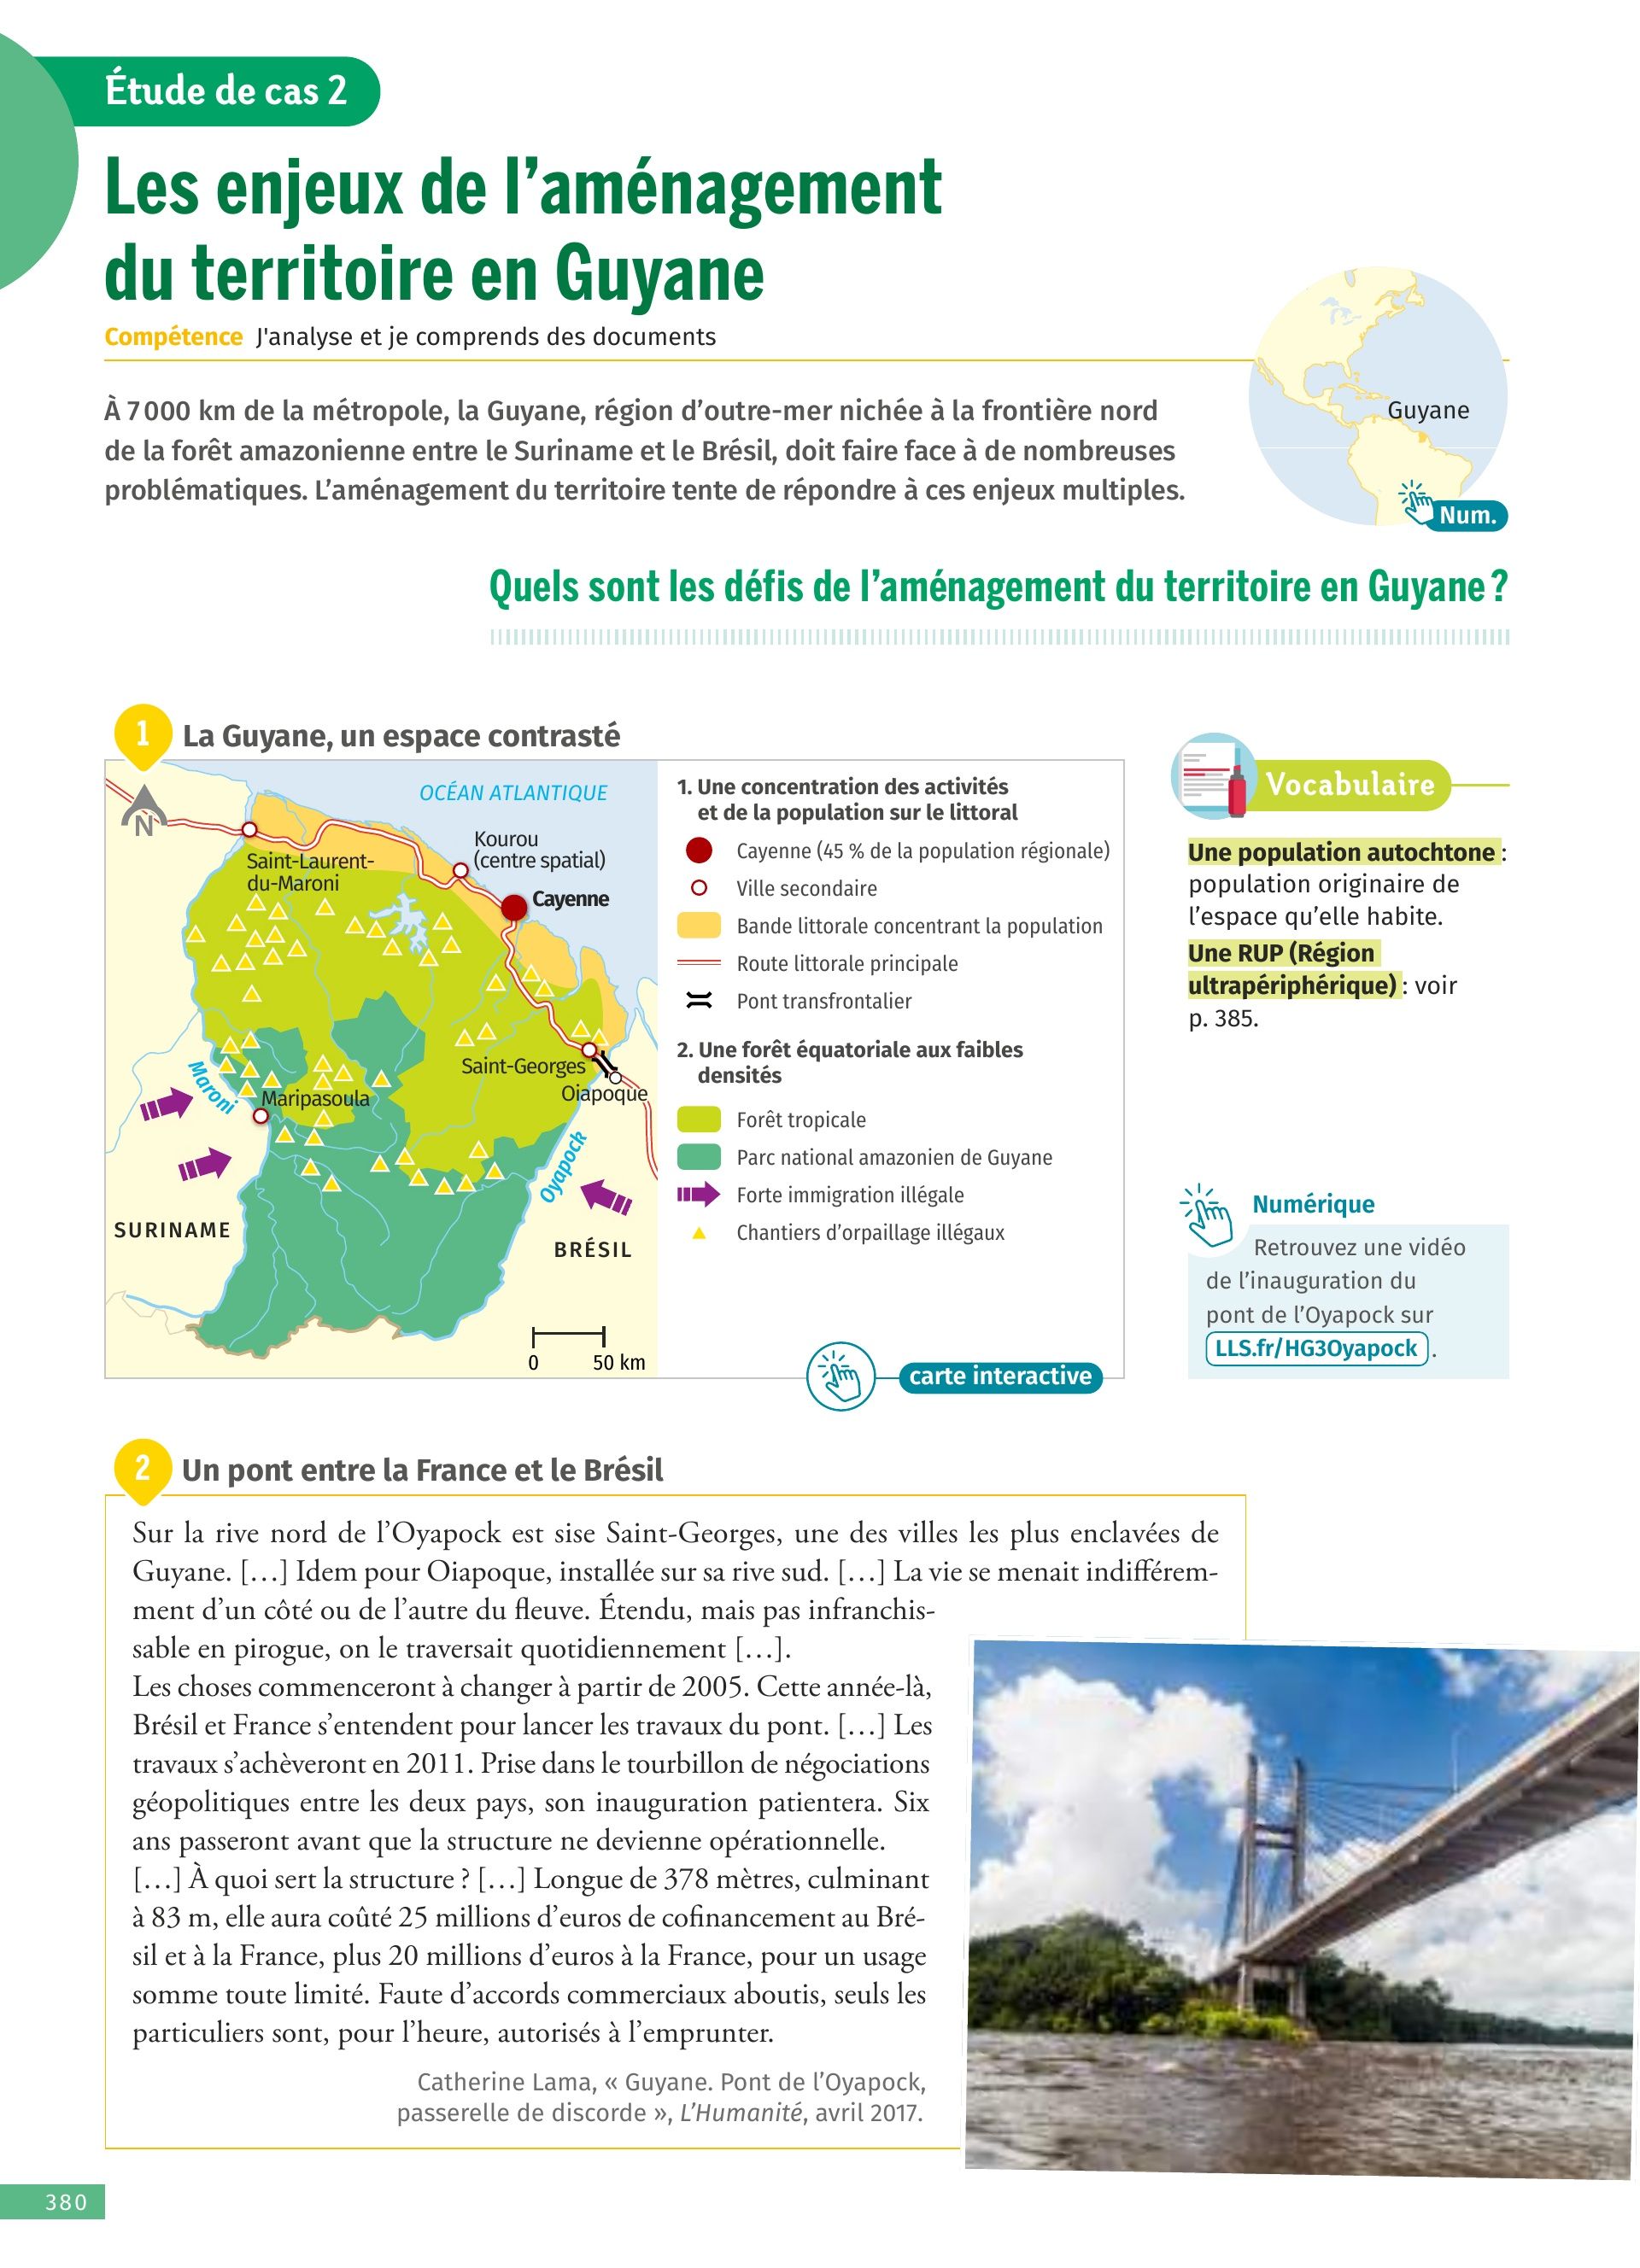 Étude de cas 2
Les enjeux de l'aménagement
du territoire en Guyane
Compétence J'analyse et je comprends des documents
À 7 000 km de la métropole, la Guyane, région d'outre-mer nichée à la frontière nord
de la forêt amazonienne entre le Suriname et le Brésil, doit faire face à de nombreuses
problématiques. L'aménagement du territoire tente de répondre à ces enjeux multiples.
Guyane
Num.
Quels sont les défis de l'aménagement du territoire en Guyane ?
1 La Guyane, un espace contrasté
N
OCÉAN ATLANTIQUE
Kourou
(centre spatial)
Saint-Laurent-
du-Maroni
Cayenne
Saint-Georges
Oiapoque
Maroni
Maripasoula
Oyapock
SURINAME
BRÉSIL
0 50 km
1. Une concentration des activités
et de la population sur le littoral
Cayenne (45 % de la population régionale)
Ville secondaire
Bande littorale concentrant la population
Route littorale principale
Pont transfrontalier
2. Une forêt équatoriale aux faibles
densités
Forêt tropicale
Parc national amazonien de Guyane
Forte immigration illégale
Chantiers d'orpaillage illégaux
carte interactive
Vocabulaire
Une population autochtone :
population originaire de
l'espace qu'elle habite.
Une RUP (Région
ultrapériphérique) : voir
p. 385.
Numérique
Retrouvez une vidéo
de l'inauguration du
pont de l'Oyapock sur
LLS.fr/HG3Oyapock .
2 Un pont entre la France et le Brésil
Sur la rive nord de l'Oyapock est sise Saint-Georges, une des villes les plus enclavées de
Guyane. […] Idem pour Oiapoque, installée sur sa rive sud. […] La vie se menait indifférem-
ment d'un côté ou de l'autre du fleuve. Étendu, mais pas infranchis-
sable en pirogue, on le traversait quotidiennement […].
Les choses commenceront à changer à partir de 2005. Cette année-là,
Brésil et France s'entendent pour lancer les travaux du pont. […] Les
travaux s'achèveront en 2011. Prise dans le tourbillon de négociations
géopolitiques entre les deux pays, son inauguration patientera. Six
ans passeront avant que la structure ne devienne opérationnelle.
[…] À quoi sert la structure ? […] Longue de 378 mètres, culminant
à 83 m, elle aura coûté 25 millions d'euros de cofinancement au Bré-
sil et à la France, plus 20 millions d'euros à la France, pour un usage
somme toute limité. Faute d'accords commerciaux aboutis, seuls les
particuliers sont, pour l'heure, autorisés à l'emprunter.
Catherine Lama, « Guyane. Pont de l'Oyapock,
passerelle de discorde », L'Humanité, avril 2017.
380